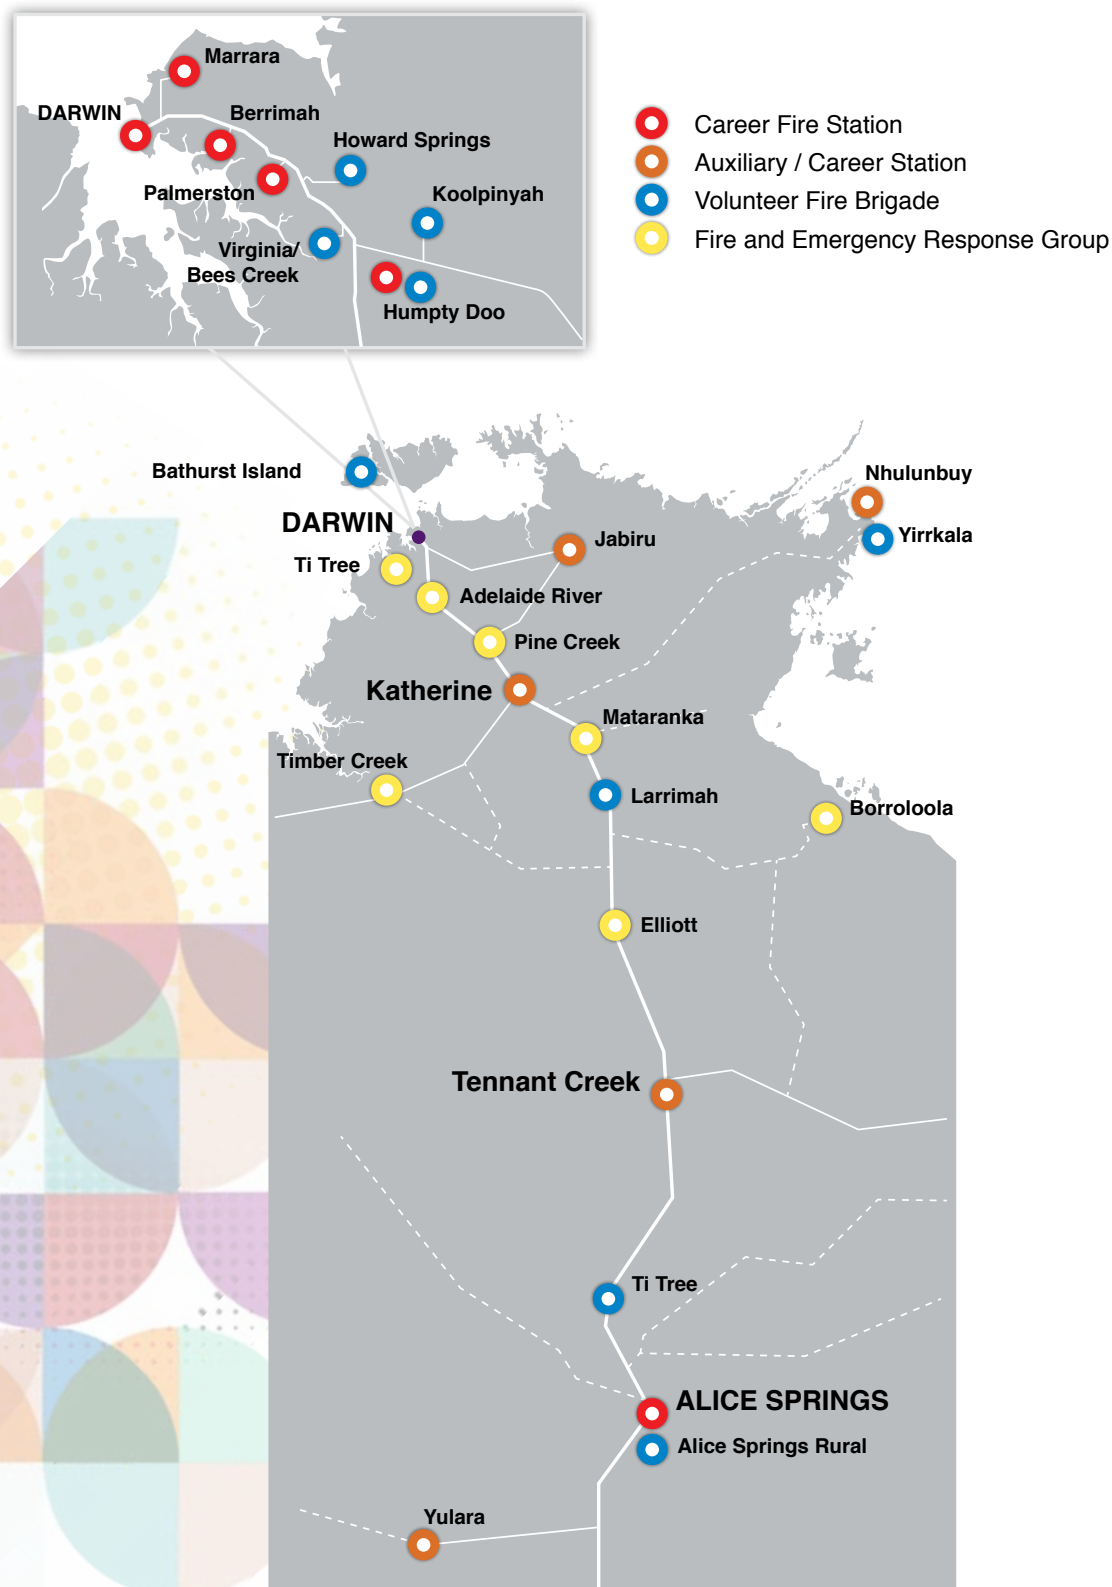 Marrara
DARWIN
Berrimah
Howard Springs
Palmerston
Koolpinyah
Virginia/
Bees Creek
Humpty Doo
Career Fire Station
Auxiliary / Career Station
Volunteer Fire Brigade
Fire and Emergency Response Group
Bathurst Island
Nhulunbuy
DARWIN
Yirrkala
Jabiru
Ti Tree
Adelaide River
Pine Creek
Katherine
Mataranka
Timber Creek
Larrimah
Borroloola
Elliott
Tennant Creek
Ti Tree
ALICE SPRINGS
Alice Springs Rural
Yulara